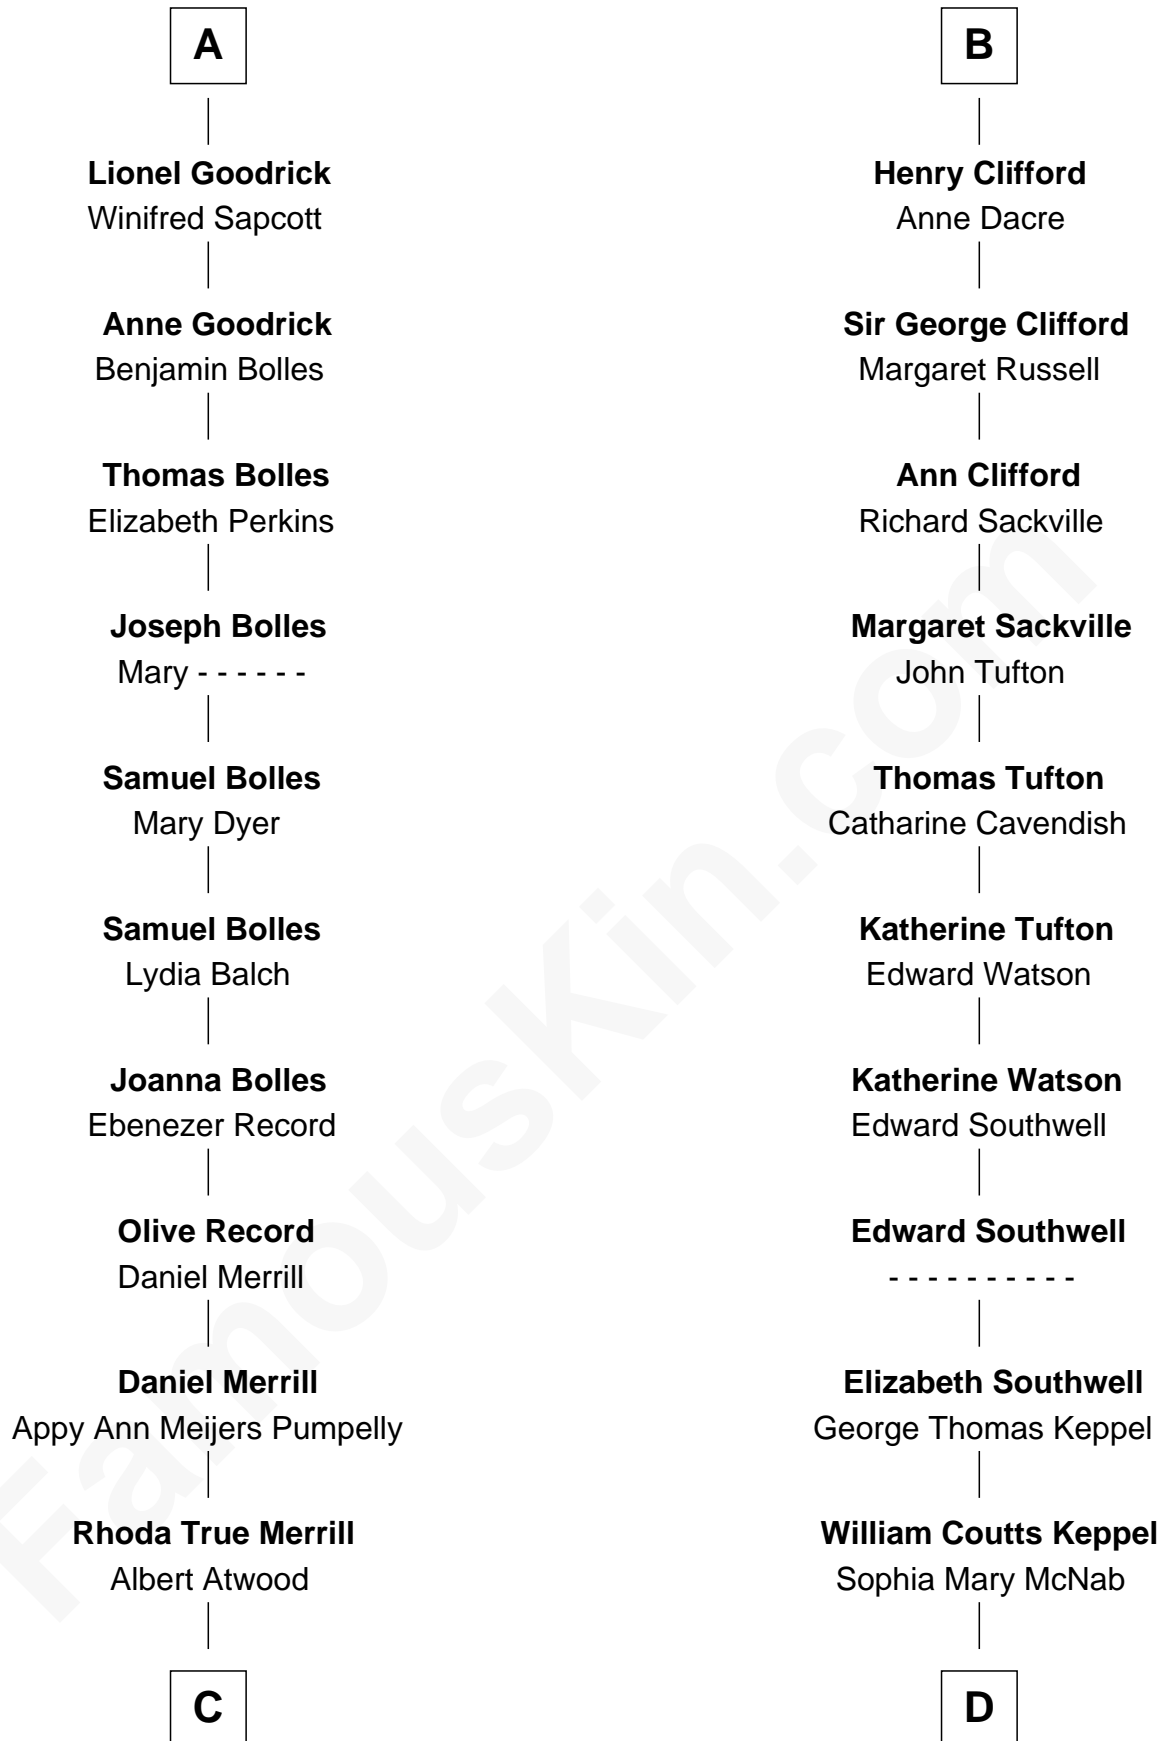 A
Lionel Goodrick
Winifred Sapcott
Anne Goodrick
Benjamin Bolles
Thomas Bolles
Elizabeth Perkins
Joseph Bolles
Mary - - - - - -
Samuel Bolles
Mary Dyer
Samuel Bolles
Lydia Balch
Joanna Bolles
Ebenezer Record
Olive Record
Daniel Merrill
Daniel Merrill
Appy Ann Meijers Pumpelly
Rhoda True Merrill
Albert Atwood
C
B
Henry Clifford
Anne Dacre
Sir George Clifford
Margaret Russell
Ann Clifford
Richard Sackville
Margaret Sackville
John Tufton
Thomas Tufton
Catharine Cavendish
Katherine Tufton
Edward Watson
Katherine Watson
Edward Southwell
Edward Southwell
- - - - - - - - - -
Elizabeth Southwell
George Thomas Keppel
William Coutts Keppel
Sophia Mary McNab
D
FamousKin.com